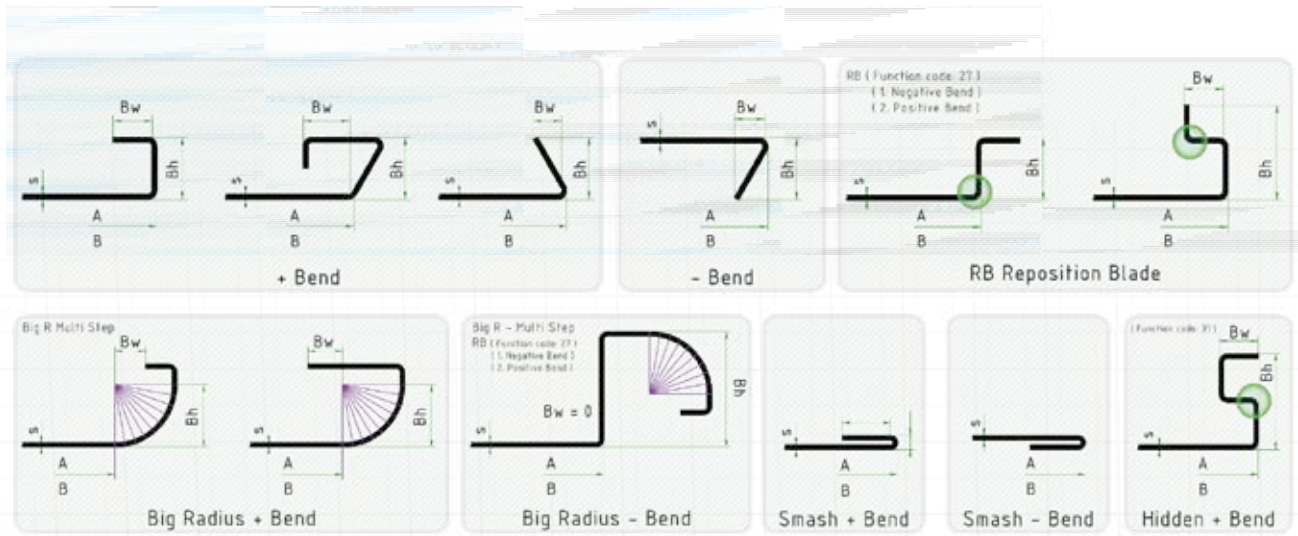 Bw
Bh
s
A
B
Bw
Bh
s
A
B
Bw
Bh
s
A
B
+ Bend
s
Bw
Bh
A
B
- Bend
RB ( Function code: 27 )
( 1. Negative Bend )
( 2. Positive Bend )
s
Bh
A
B
Bw
Bh
s
A
B
RB Reposition Blade
Big R Multi Step
Bw
Bh
s
A
B
Bw
Bh
s
A
B
Big Radius + Bend
Big R - Multi Step
RB ( Function code: 27 )
( 1. Negative Bend )
( 2. Positive Bend )
Bw = 0
Bh
s
A
B
Big Radius - Bend
s
A
B
Smash + Bend
s
A
B
Smash - Bend
Bw
Bh
s
A
B
Hidden + Bend